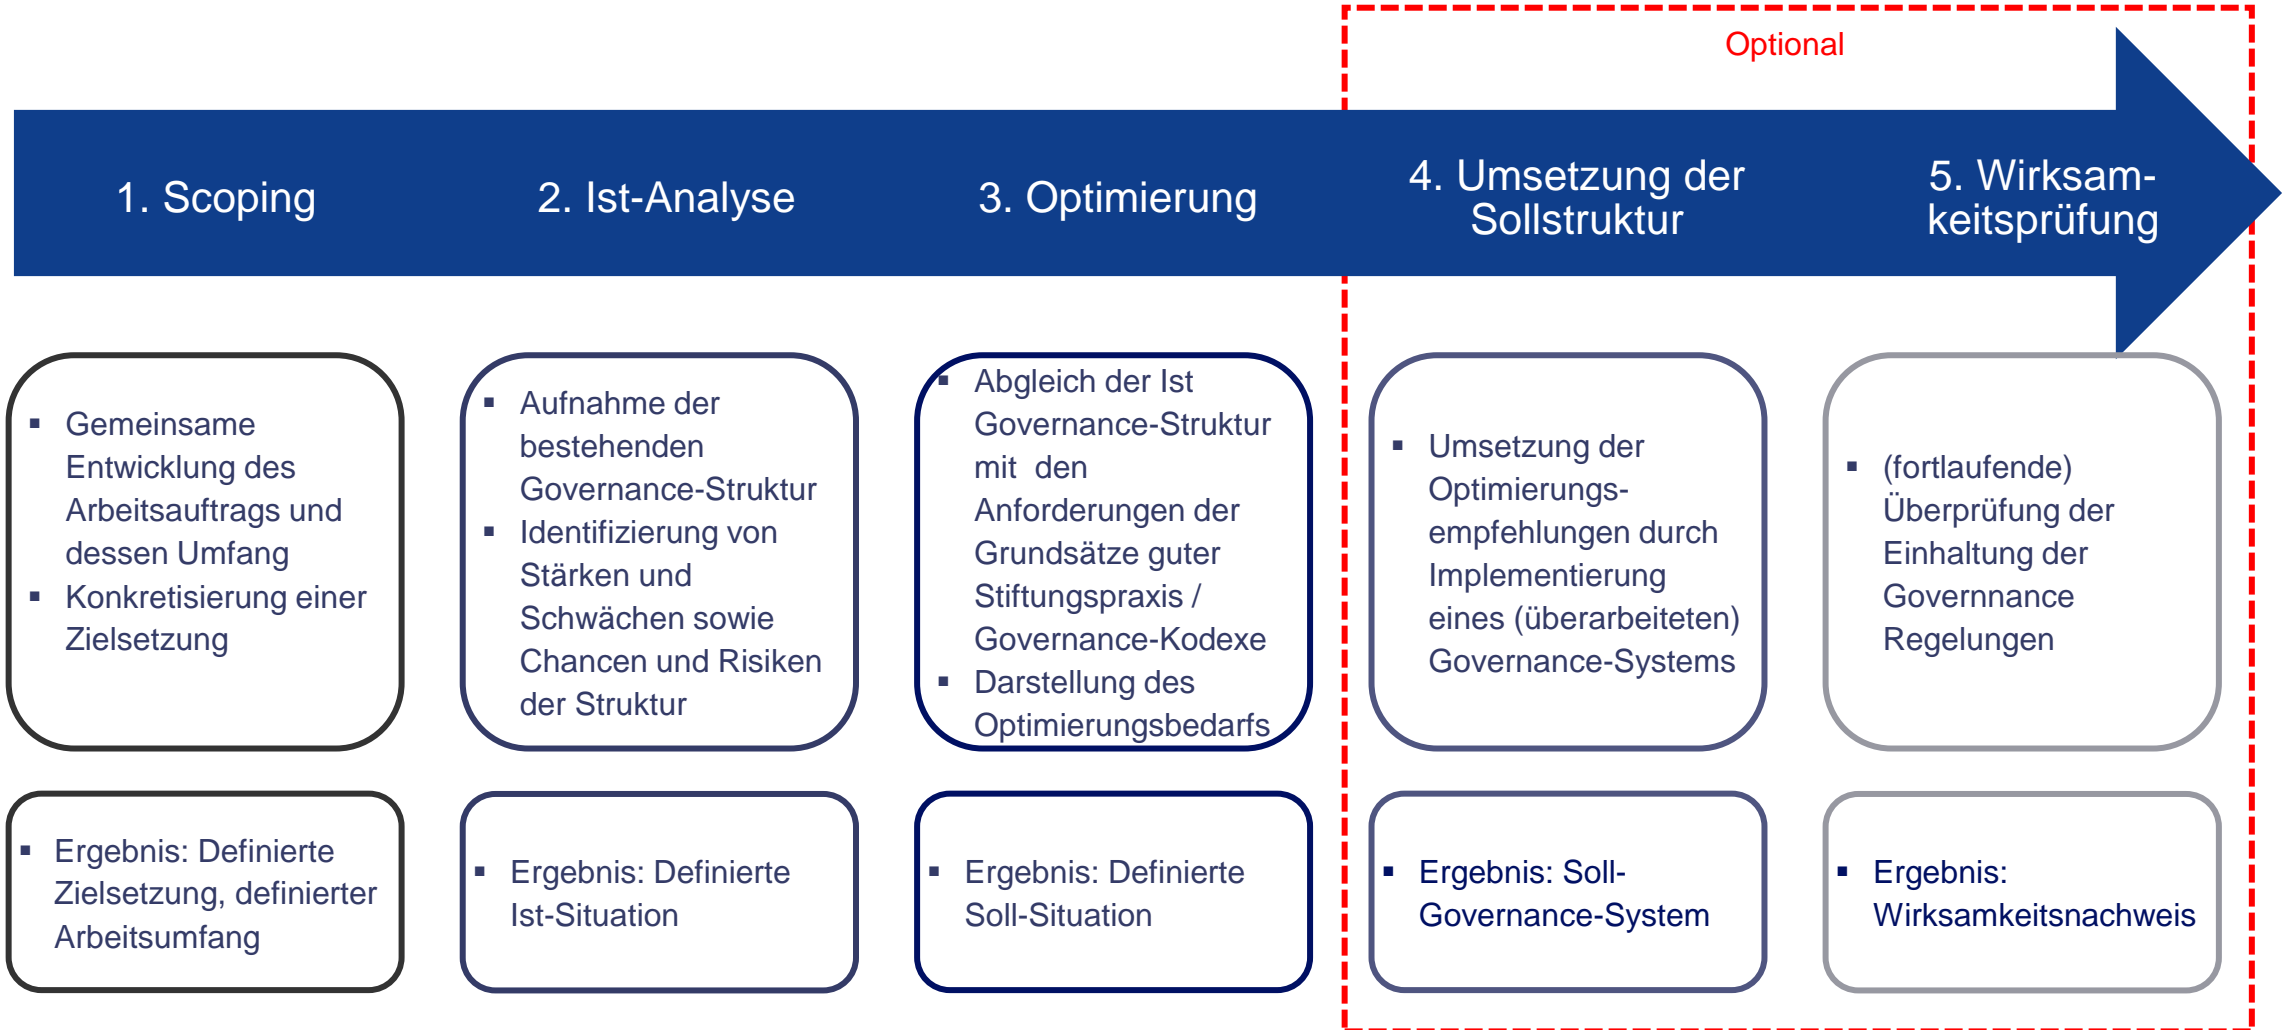 Optional
1. Scoping
2. Ist-Analyse
3. Optimierung
4. Umsetzung der
Sollstruktur
5. Wirksam-
keitsprüfung
▪ Gemeinsame
Entwicklung des
Arbeitsauftrags und
dessen Umfang
▪ Konkretisierung einer
Zielsetzung
▪ Aufnahme der
bestehenden
Governance-Struktur
▪ Identifizierung von
Stärken und
Schwächen sowie
Chancen und Risiken
der Struktur
▪ Abgleich der Ist
Governance-Struktur
mit  den
Anforderungen der
Grundsätze guter
Stiftungspraxis /
Governance-Kodexe
▪ Darstellung des
Optimierungsbedarfs
▪ Umsetzung der
Optimierungs-
empfehlungen durch
Implementierung
eines (überarbeiteten)
Governance-Systems
▪ (fortlaufende)
Überprüfung der
Einhaltung der
Governnance
Regelungen
▪ Ergebnis: Definierte
Zielsetzung, definierter
Arbeitsumfang
▪ Ergebnis: Definierte
Ist-Situation
▪ Ergebnis: Definierte
Soll-Situation
▪ Ergebnis: Soll-
Governance-System
▪ Ergebnis:
Wirksamkeitsnachweis